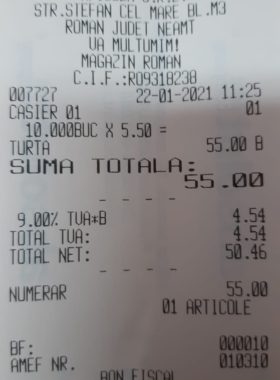 STR.STEFAN CEL MARE BL.M3
ROMAN JUDET NEAMT
VA MULTUMIM!
MAGAZIN ROMAN
C.I.F.:RO9318238
007727 22-01-2021 11:25
CASIER 01 01
10.000BUC X 5.50 =
TURTA 55.00 B
SUMA TOTALA:
55.00
- - - -
9.00% TVA*B 4.54
TOTAL TVA: 4.54
TOTAL NET: 50.46
- - - -
NUMERAR 55.00
01 ARTICOLE
BF: 000010
AMEF NR. 010310
BON FISCAL